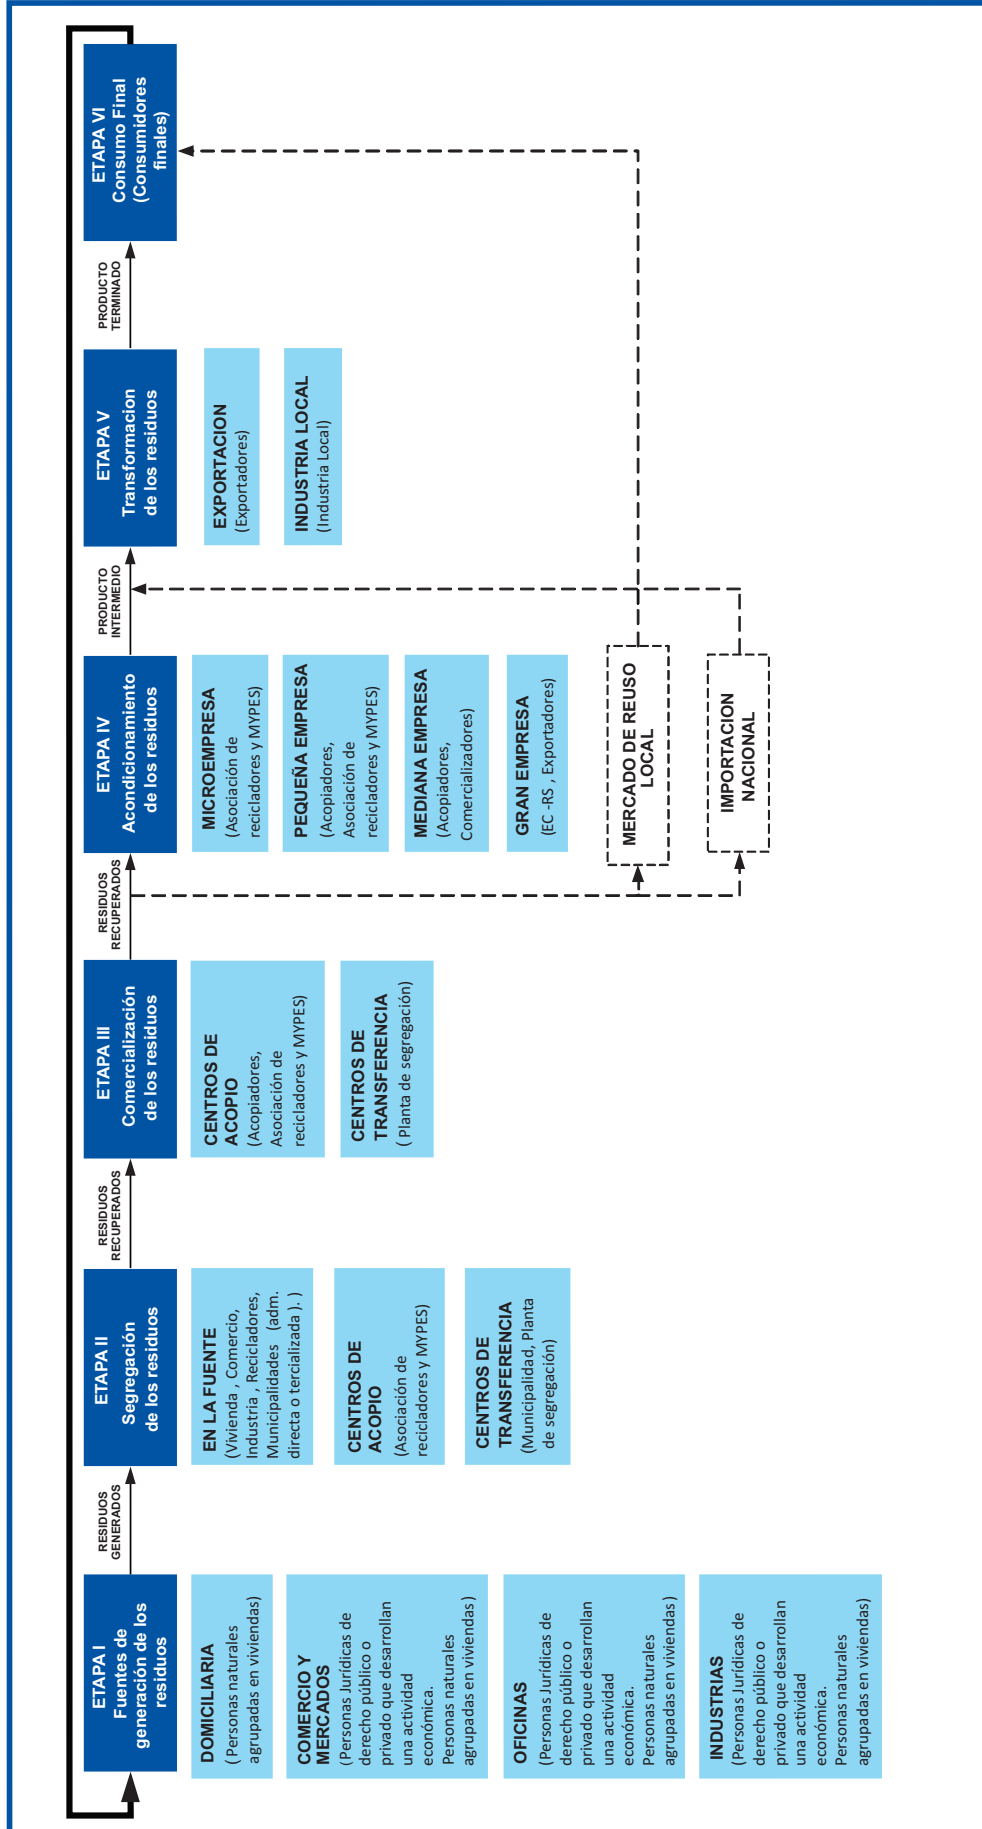 ETAPA I
Fuentes de
generación de los
residuos
RESIDUOS
GENERADOS
ETAPA II
Segregación
de los residuos
RESIDUOS
RECUPERADOS
ETAPA III
Comercialización
de los residuos
RESIDUOS
RECUPERADOS
ETAPA IV
Acondicionamiento
de los residuos
PRODUCTO
INTERMEDIO
ETAPA V
Transformacion
de los residuos
PRODUCTO
TERMINADO
ETAPA VI
Consumo Final
(Consumidores
finales)
DOMICILIARIA
( Personas naturales
agrupadas en viviendas)
COMERCIO Y
MERCADOS
(Personas Jurídicas de
derecho público o
privado que desarrollan
una actividad
económica.
Personas naturales
agrupadas en viviendas)
OFICINAS
(Personas Jurídicas de
derecho público o
privado que desarrollan
una actividad
económica.
Personas naturales
agrupadas en viviendas)
INDUSTRIAS
(Personas Jurídicas de
derecho público o
privado que desarrollan
una actividad
económica.
Personas naturales
agrupadas en viviendas)
EN LA FUENTE
(Vivienda , Comercio,
Industria , Recicladores,
Municipalidades (adm.
directa o tercializada ). )
CENTROS DE
ACOPIO
(Asociación de
recicladores y MYPES)
CENTROS DE
TRANSFERENCIA
(Municipalidad, Planta
de segregación)
CENTROS DE
ACOPIO
(Acopiadores,
Asociación de
recicladores y MYPES)
CENTROS DE
TRANSFERENCIA
( Planta de segregación)
MICROEMPRESA
(Asociación de
recicladores y MYPES)
PEQUEÑA EMPRESA
(Acopiadores,
Asociación de
recicladores y MYPES)
MEDIANA EMPRESA
(Acopiadores,
Comercializadores)
GRAN EMPRESA
(EC -RS , Exportadores)
MERCADO DE REUSO
LOCAL
IMPORTACION
NACIONAL
EXPORTACION
(Exportadores)
INDUSTRIA LOCAL
(Industria Local)